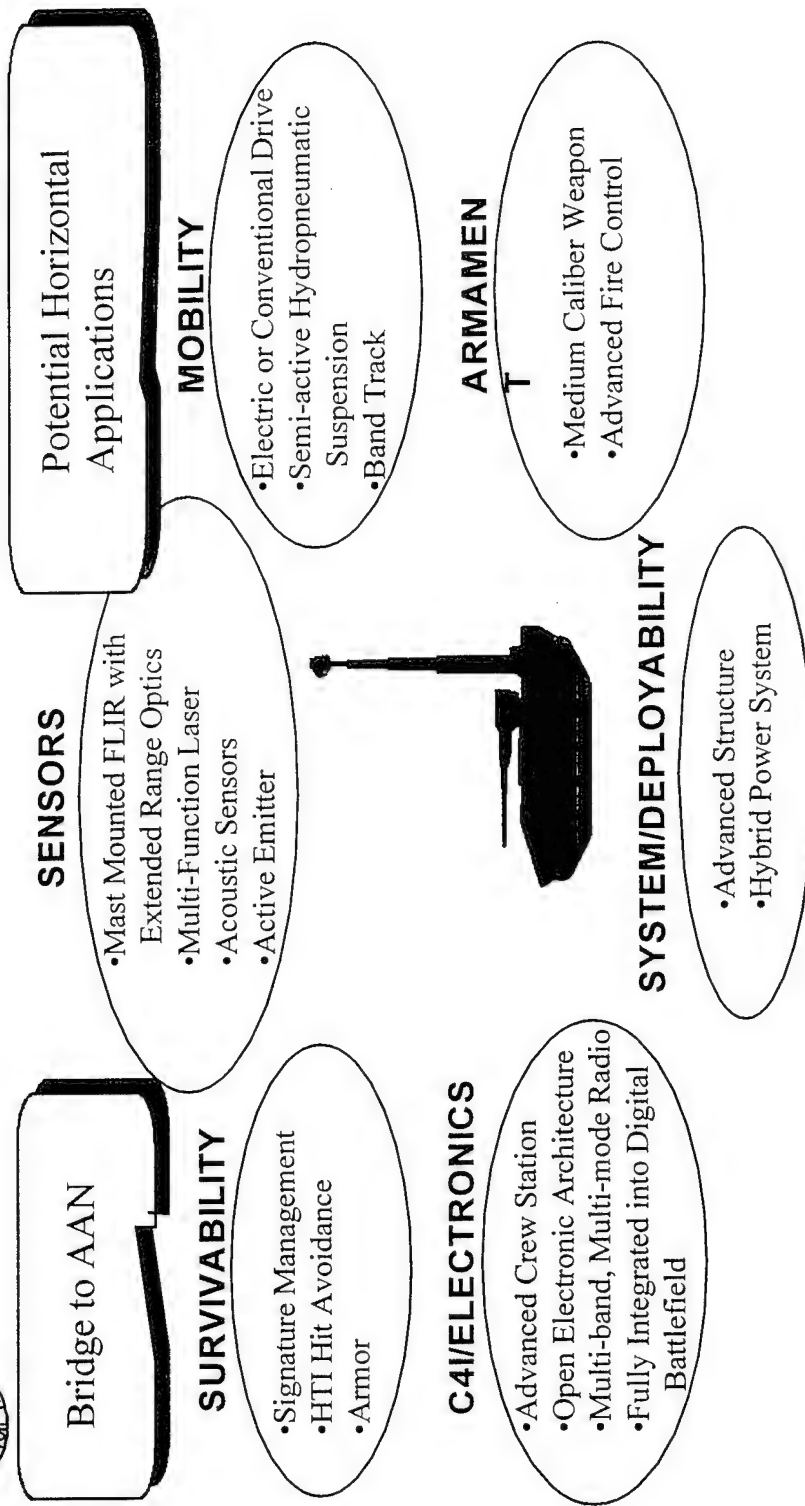 Bridge to AAN
Potential Horizontal
Applications
SENSORS
•Mast Mounted FLIR with
Extended Range Optics
•Multi-Function Laser
•Acoustic Sensors
•Active Emitter
SURVIVABILITY
•Signature Management
•HTI Hit Avoidance
•Armor
MOBILITY
•Electric or Conventional Drive
•Semi-active Hydropneumatic
Suspension
•Band Track
C4I/ELECTRONICS
•Advanced Crew Station
•Open Electronic Architecture
•Multi-band, Multi-mode Radio
•Fully Integrated into Digital
Battlefield
SYSTEM/DEPLOYABILITY
•Advanced Structure
•Hybrid Power System
ARMAMEN
T
•Medium Caliber Weapon
•Advanced Fire Control